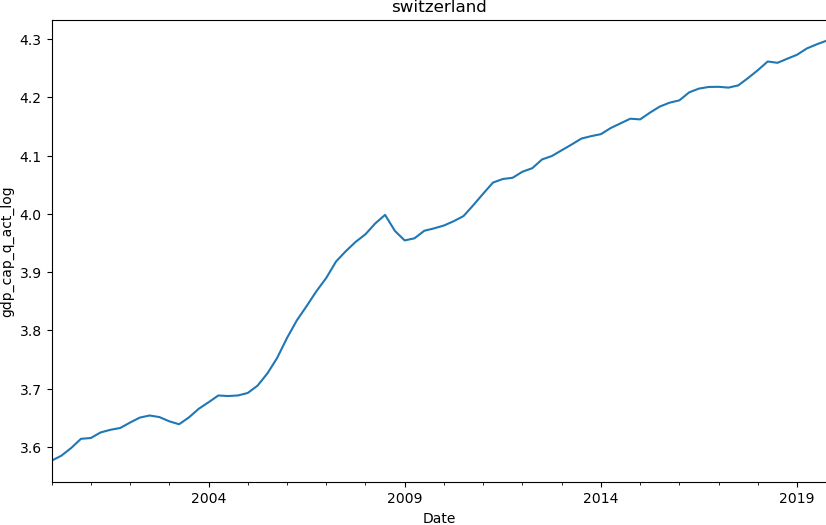 switzerland
gdp_cap_q_act_log
4.3
4.2
4.1
4.0
3.9
3.8
3.7
3.6
2004 2009 2014 2019
Date